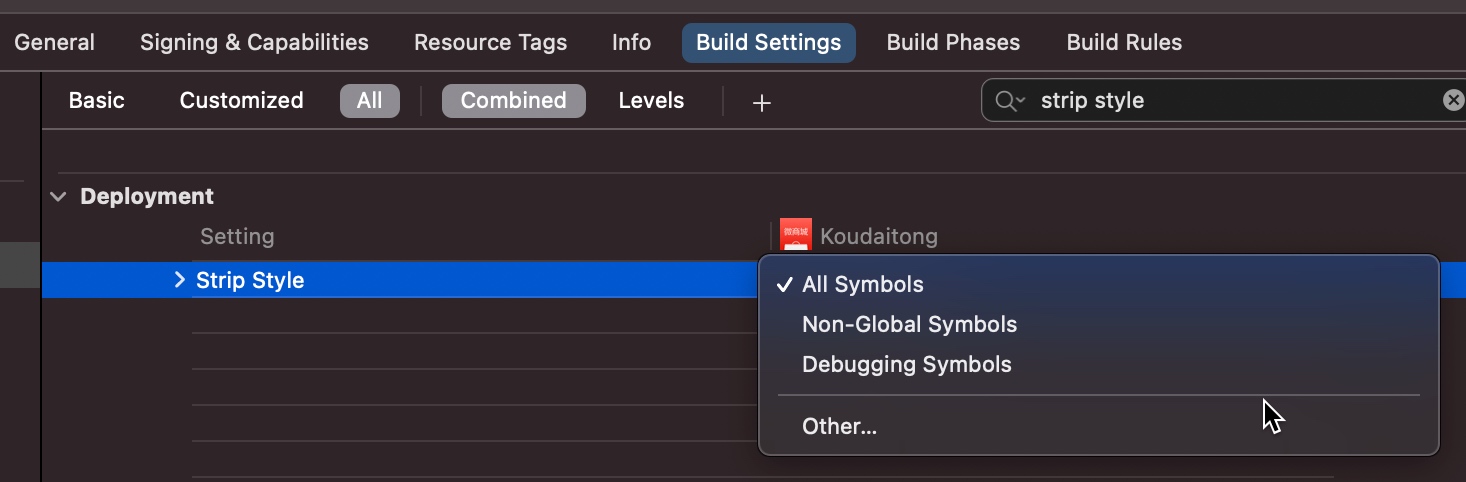 General Signing & Capabilities Resource Tags Info Build Settings Build Phases Build Rules
Basic Customized All Combined Levels + strip style
Deployment
Setting 微商城 Koudaitong
Strip Style
✓ All Symbols
Non-Global Symbols
Debugging Symbols
Other...